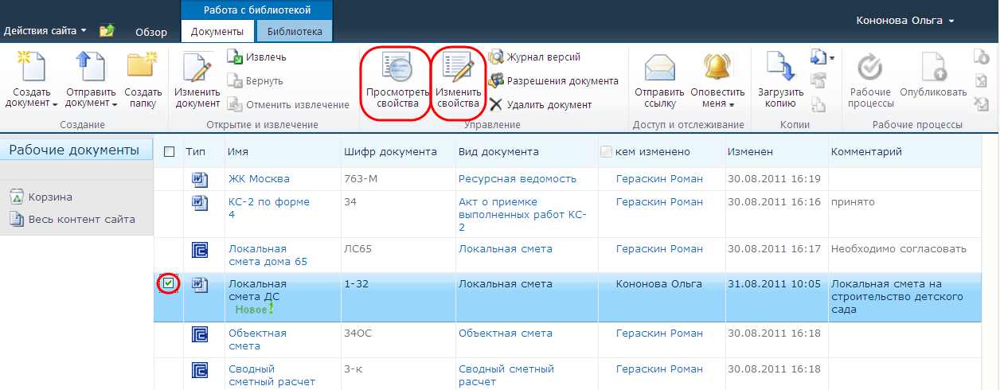 Работа с библиотекой
Действия сайта
Обзор
Документы
Библиотека
Кононова Ольга
Создать
документ
Отправить
документ
Создать
папку
Создание
Изменить
документ
Извлечь
Вернуть
Отменить извлечение
Открытие и извлечение
Просмотреть
свойства
Изменить
свойства
Журнал версий
Разрешения документа
Удалить документ
Управление
Отправить
ссылку
Оповестить
меня
Доступ и отслеживание
Загрузить
копию
Копии
Рабочие
процессы
Опубликовать
Рабочие процессы
Рабочие документы
Корзина
Весь контент сайта
Тип Имя Шифр документа Вид документа кем изменено Изменен Комментарий
ЖК Москва 763-М Ресурсная ведомость Гераскин Роман 30.08.2011 16:19
КС-2 по форме 34 Акт о приемке Гераскин Роман 30.08.2011 16:16 принято
4 выполненных работ КС-
2
Локальная ЛС65 Локальная смета Гераскин Роман 30.08.2011 16:17 Необходимо согласовать
смета дома 65
Локальная 1-32 Локальная смета Кононова Ольга 31.08.2011 10:05 Локальная смета на
смета ДС строительство детского
Новое! сада
Объектная 34ОС Объектная смета Гераскин Роман 30.08.2011 16:18
смета
Сводный 3-к Сводный сметный Гераскин Роман 30.08.2011 16:18
сметный расчет расчет